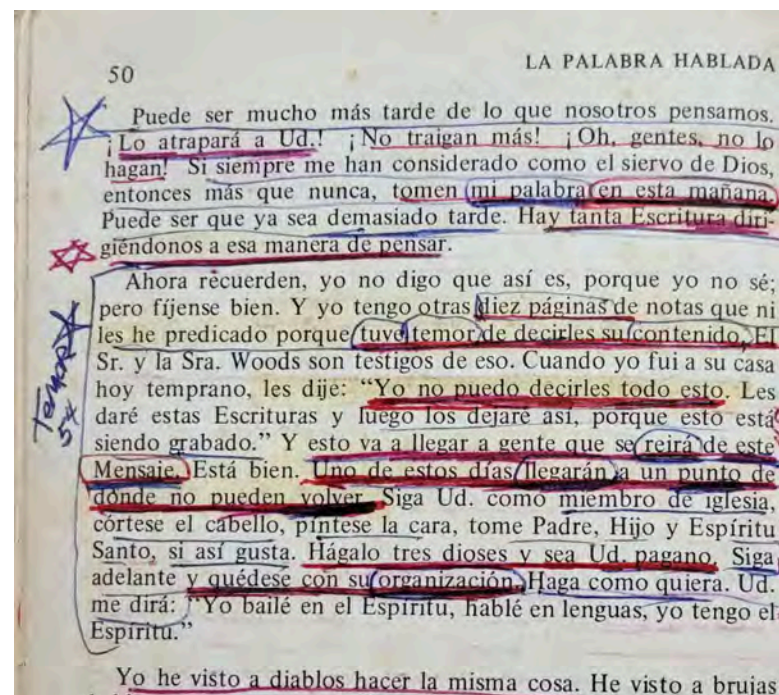 50
LA PALABRA HABLADA
Puede ser mucho más tarde de lo que nosotros pensamos.
¡Lo atrapará a Ud.! ¡No traigan más! ¡Oh, gentes, no lo
hagan! Si siempre me han considerado como el siervo de Dios,
entonces más que nunca, tomen mi palabra en esta mañana.
Puede ser que ya sea demasiado tarde. Hay tanta Escritura diri-
giéndonos a esa manera de pensar.
Ahora recuerden, yo no digo que así es, porque yo no sé;
pero fíjense bien. Y yo tengo otras diez páginas de notas que ni
les he predicado porque tuve temor de decirles su contenido. El
Sr. y la Sra. Woods son testigos de eso. Cuando yo fui a su casa
hoy temprano, les dije: “Yo no puedo decirles todo esto. Les
daré estas Escrituras y luego los dejaré así, porque esto está
siendo grabado.” Y esto va a llegar a gente que se reirá de este
Mensaje. Está bien. Uno de estos días llegarán a un punto de
donde no pueden volver. Siga Ud. como miembro de iglesia,
córtese el cabello, píntese la cara, tome Padre, Hijo y Espíritu
Santo, si así gusta. Hágalo tres dioses y sea Ud. pagano. Siga
adelante y quédese con su organización. Haga como quiera. Ud.
me dirá: “Yo bailé en el Espíritu, hablé en lenguas, yo tengo el
Espíritu.”
Yo he visto a diablos hacer la misma cosa. He visto a brujas